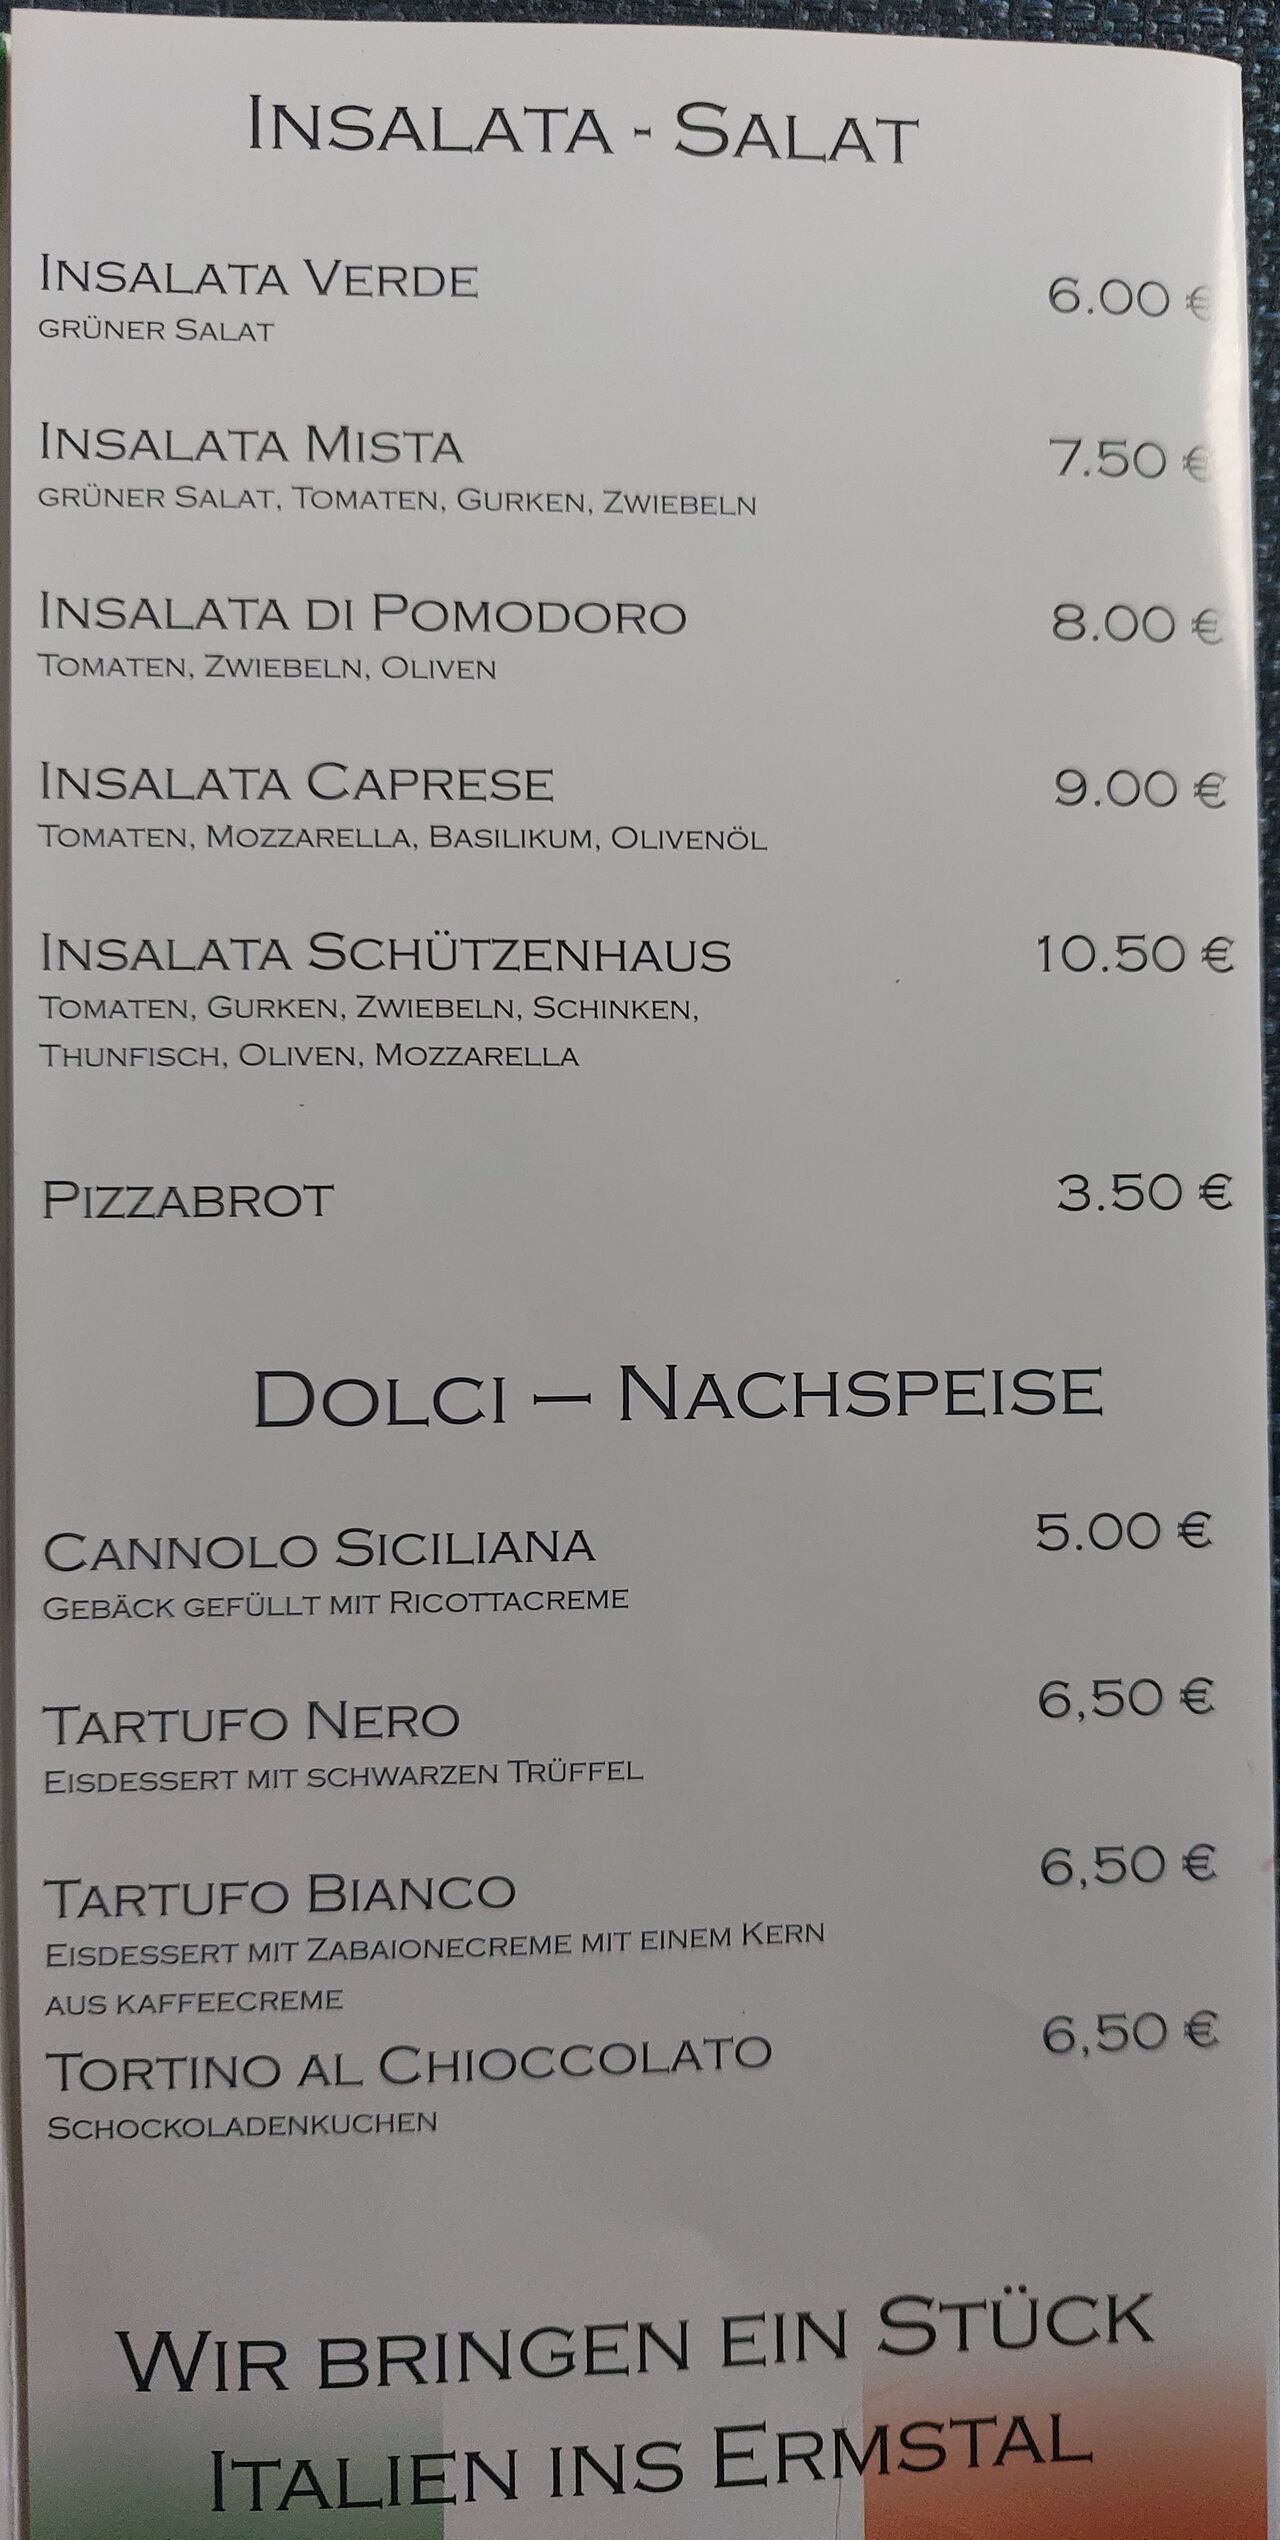 Insalata - Salat
Insalata Verde 6.00 €
grüner Salat
Insalata Mista 7.50 €
grüner Salat, Tomaten, Gurken, Zwiebeln
Insalata di Pomodoro 8.00 €
Tomaten, Zwiebeln, Oliven
Insalata Caprese 9.00 €
Tomaten, Mozzarella, Basilikum, Olivenöl
Insalata Schützenhaus 10.50 €
Tomaten, Gurken, Zwiebeln, Schinken,
Thunfisch, Oliven, Mozzarella
Pizzabrot 3.50 €
Dolci – Nachspeise
Cannolo Siciliana 5.00 €
Gebäck gefüllt mit Ricottacreme
Tartufo Nero 6,50 €
Eisdessert mit schwarzen Trüffel
Tartufo Bianco 6,50 €
Eisdessert mit Zabaionecreme mit einem Kern
aus kaffeecreme
Tortino al Chioccolato 6,50 €
Schockoladenkuchen
Wir bringen ein Stück
Italien ins Ermstal